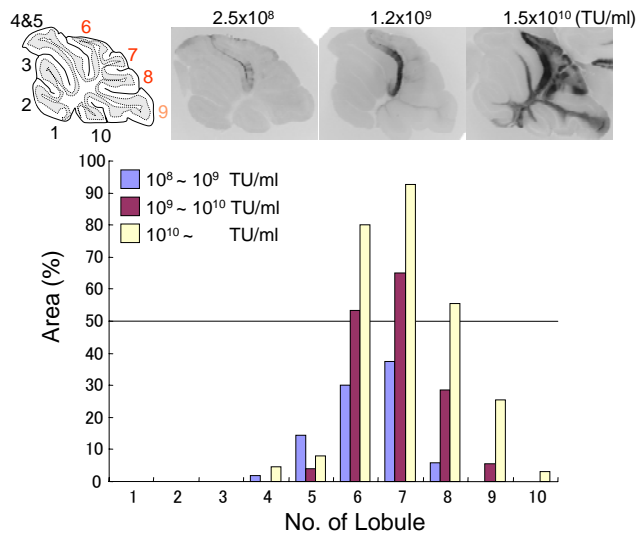 2.5x10⁸ 1.2x10⁹ 1.5x10¹⁰ (TU/ml)
4&5 6
7
3 8
2 9
1 10
10⁸ ~ 10⁹ TU/ml
10⁹ ~ 10¹⁰ TU/ml
10¹⁰ ~ TU/ml
Area (%)
100
90
80
70
60
50
40
30
20
10
0
1 2 3 4 5 6 7 8 9 10
No. of Lobule